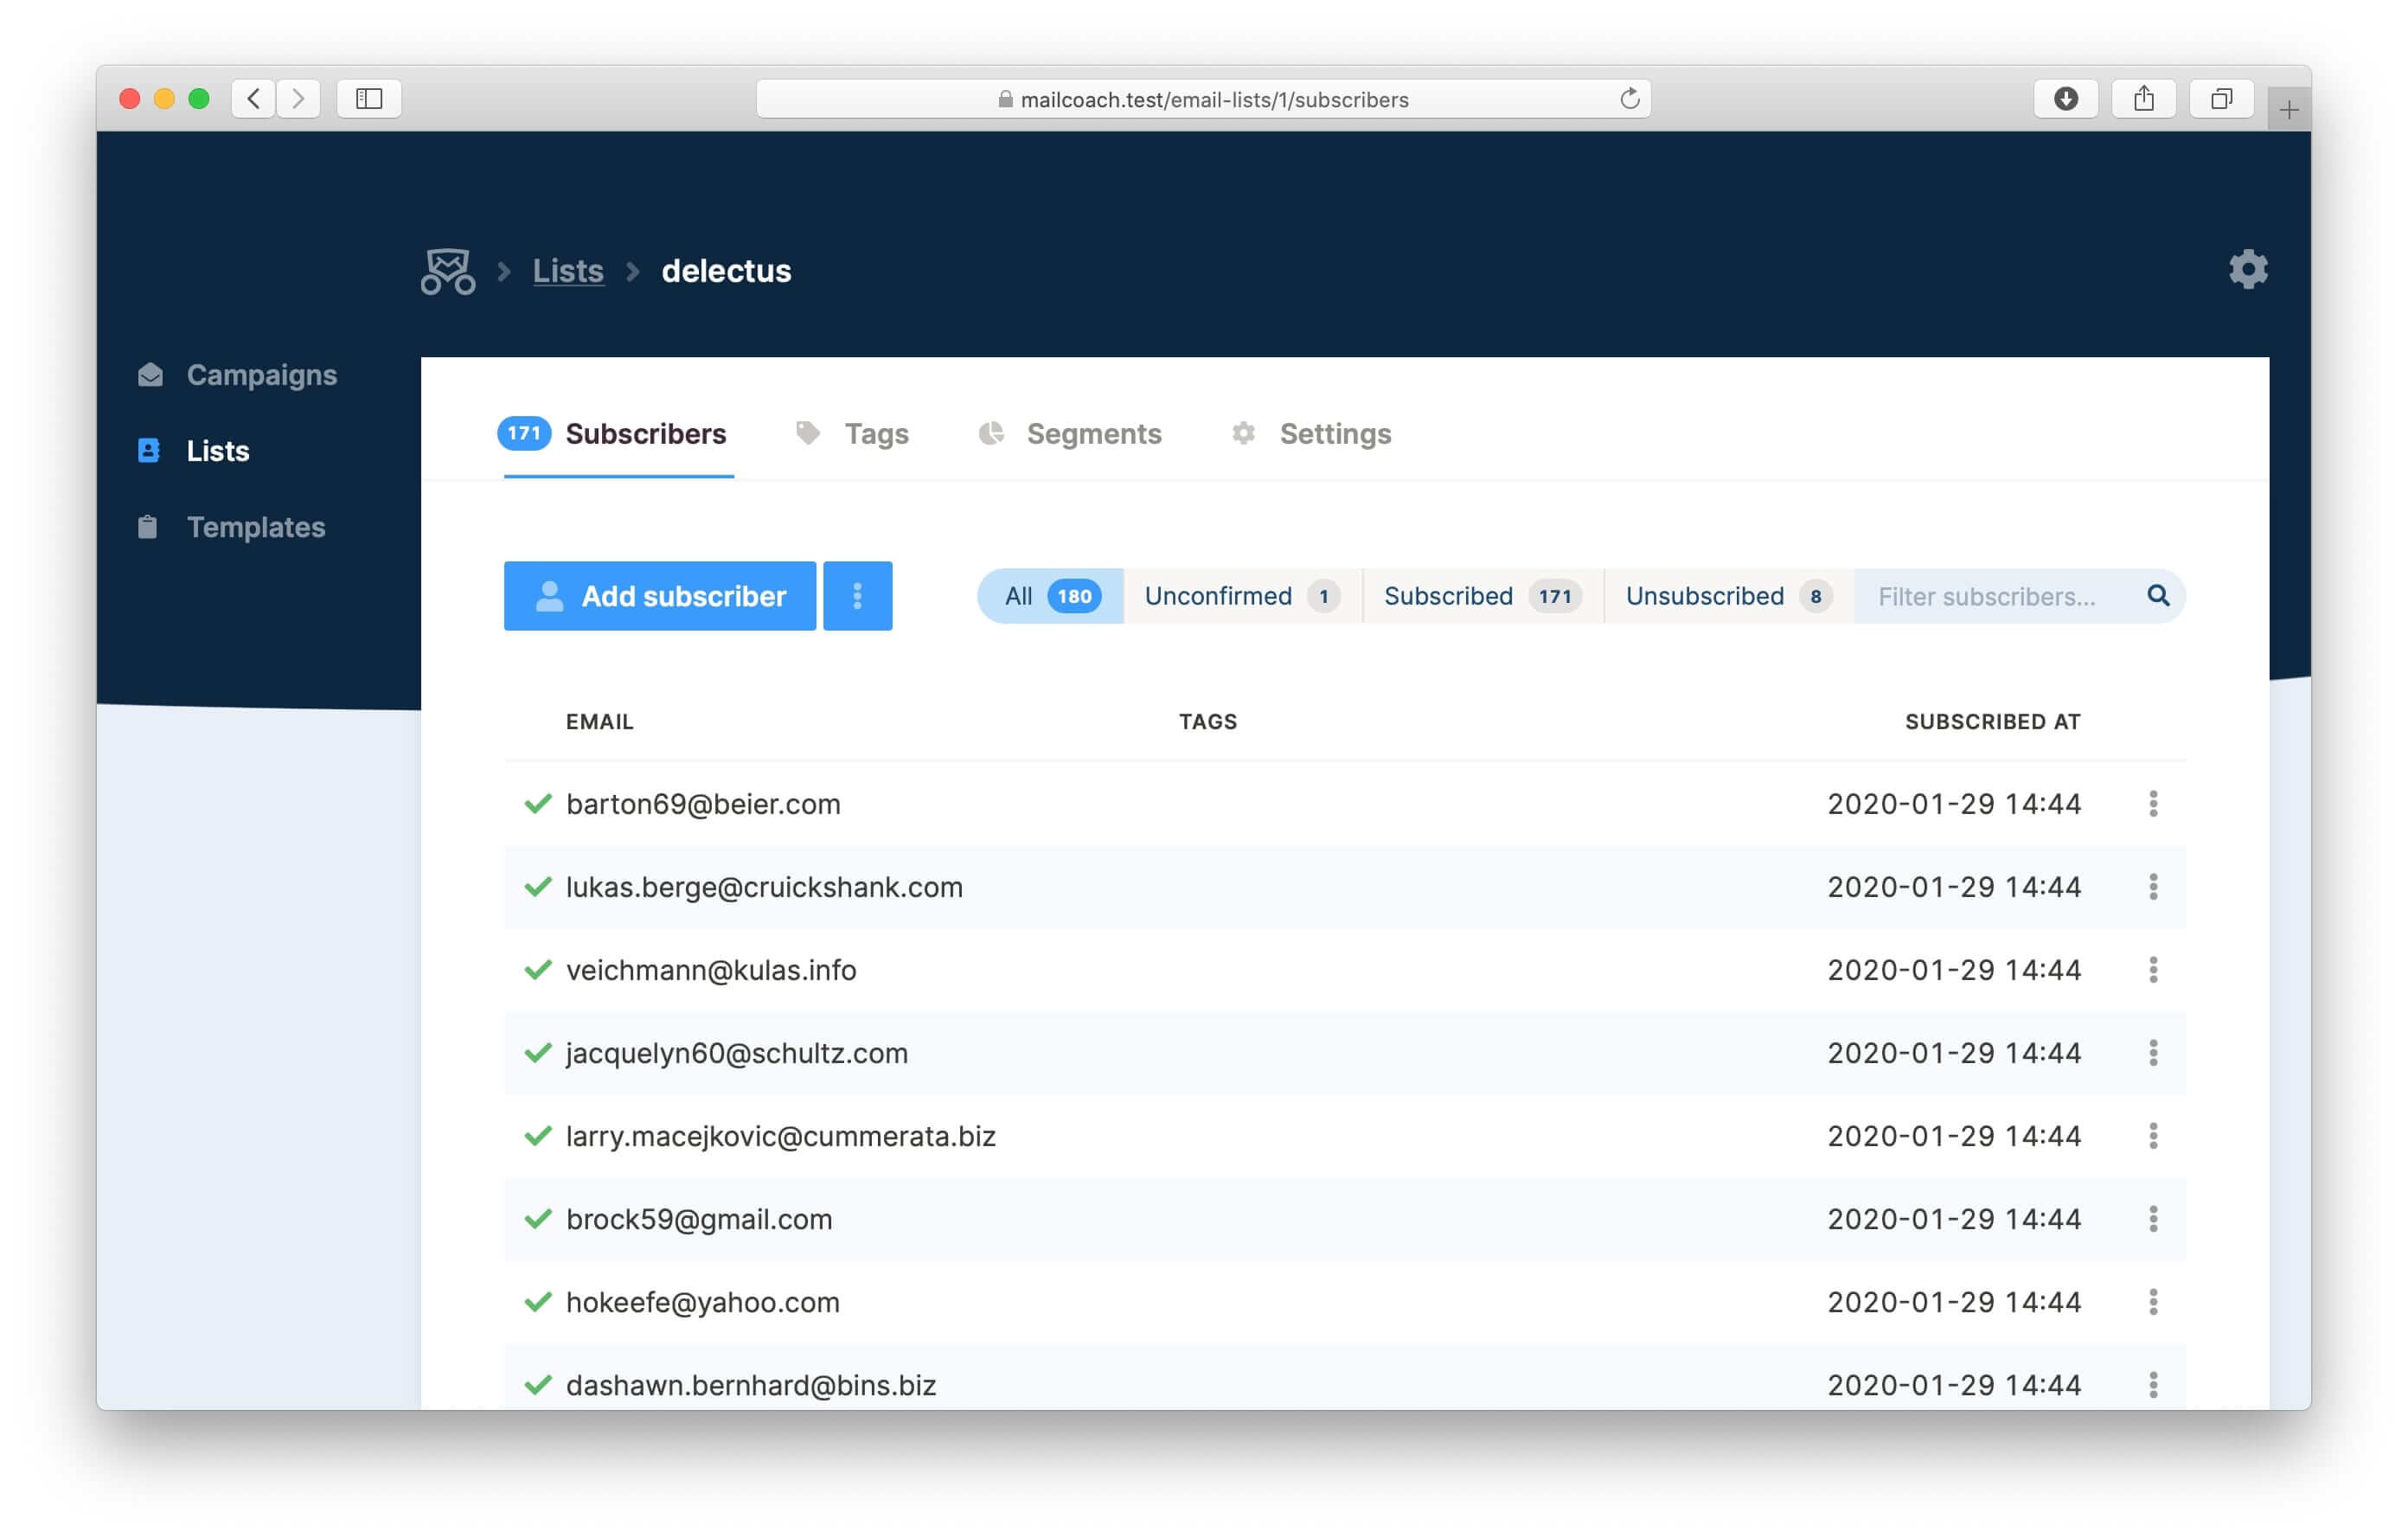 mailcoach.test/email-lists/1/subscribers
Lists delectus
Campaigns
Lists
Templates
171 Subscribers Tags Segments Settings
Add subscriber All 180 Unconfirmed 1 Subscribed 171 Unsubscribed 8 Filter subscribers...
EMAIL TAGS SUBSCRIBED AT
barton69@beier.com 2020-01-29 14:44
lukas.berge@cruickshank.com 2020-01-29 14:44
veichmann@kulas.info 2020-01-29 14:44
jacquelyn60@schultz.com 2020-01-29 14:44
larry.macejkovic@cummerata.biz 2020-01-29 14:44
brock59@gmail.com 2020-01-29 14:44
hokeefe@yahoo.com 2020-01-29 14:44
dashawn.bernhard@bins.biz 2020-01-29 14:44